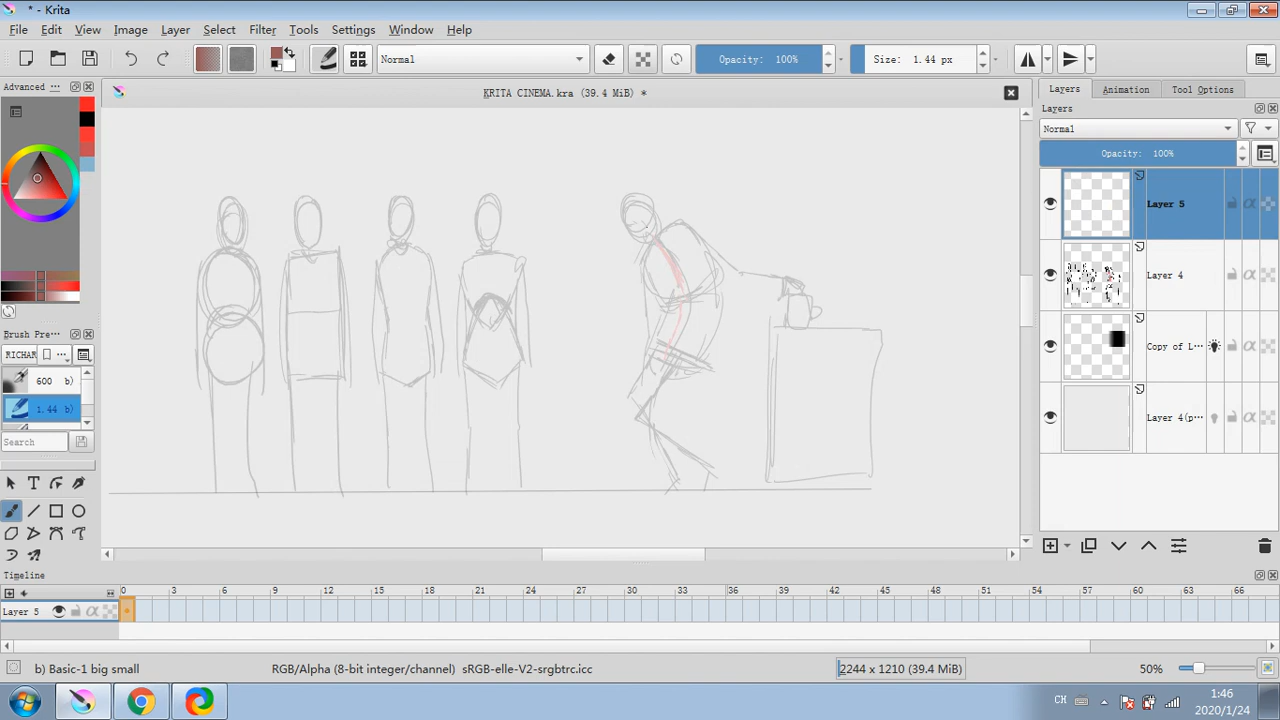 * - Krita
File Edit View Image Layer Select Filter Tools Settings Window Help
Normal
Opacity: 100%
Size: 1.44 px
Advanced ...
KRITA CINEMA.kra (39.4 MiB) *
Layers Animation Tool Options
Layers
Normal
Opacity: 100%
Layer 5
Layer 4
Copy of L...
Layer 4(p...
Brush Pre...
RICHAR ...
600 b)
1.44 b)
Search
Timeline
0 3 6 9 12 15 18 21 24 27 30 33 36 39 42 45 48 51 54 57 60 63 66
Layer 5
b) Basic-1 big small
RGB/Alpha (8-bit integer/channel) sRGB-elle-V2-srgbtrc.icc
2244 x 1210 (39.4 MiB)
50%
CH
1:46
2020/1/24